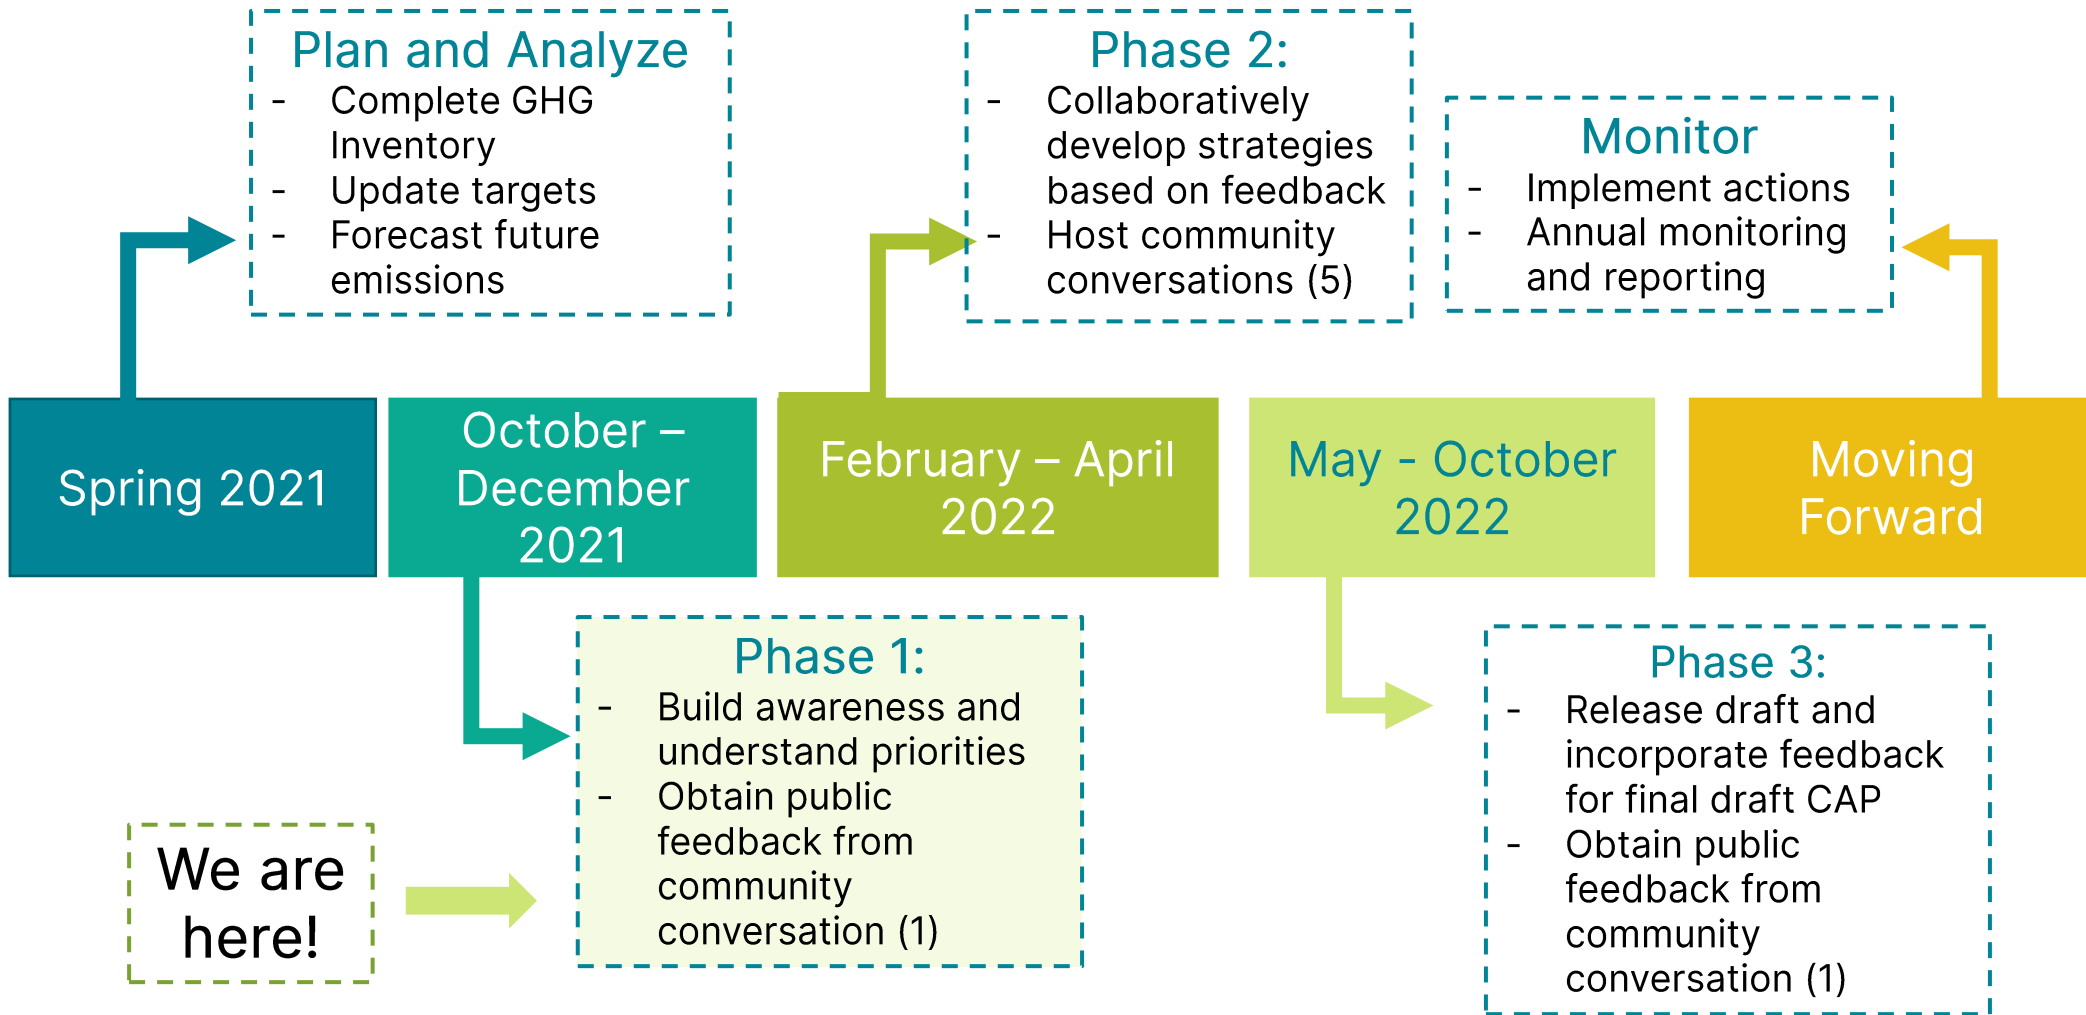 Plan and Analyze
- Complete GHG
Inventory
- Update targets
- Forecast future
emissions
Phase 2:
- Collaboratively
develop strategies
based on feedback
- Host community
conversations (5)
Monitor
- Implement actions
- Annual monitoring
and reporting
Spring 2021
October –
December
2021
February – April
2022
May - October
2022
Moving
Forward
Phase 1:
- Build awareness and
understand priorities
- Obtain public
feedback from
community
conversation (1)
We are
here!
Phase 3:
- Release draft and
incorporate feedback
for final draft CAP
- Obtain public
feedback from
community
conversation (1)